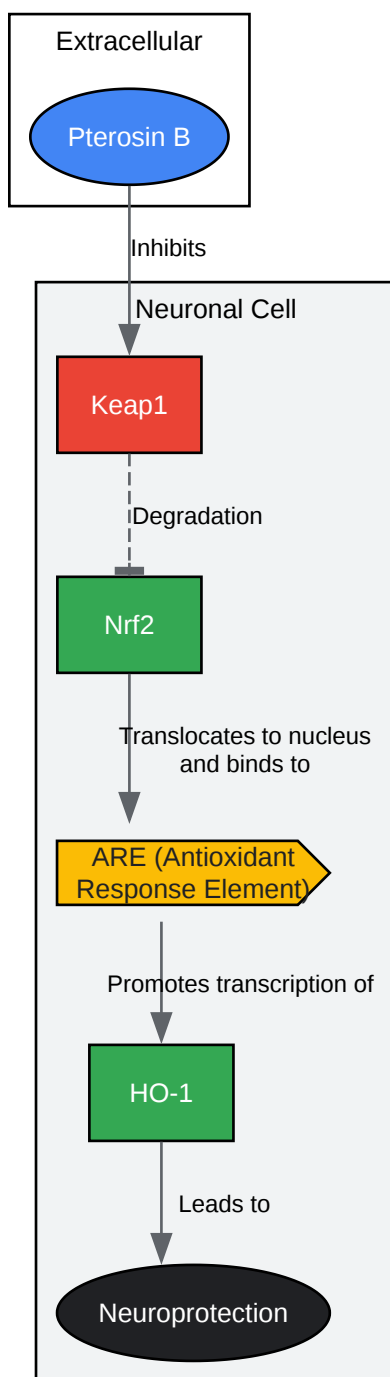 Extracellular
Pterosin B
Inhibits
Neuronal Cell
Keap1
Degradation
Nrf2
Translocates to nucleus
and binds to
ARE (Antioxidant
Response Element)
Promotes transcription of
HO-1
Leads to
Neuroprotection